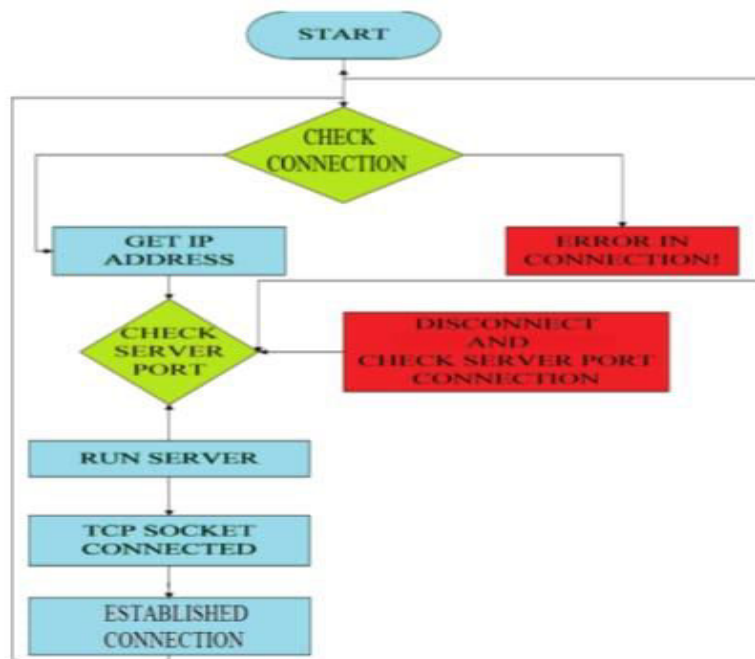 START
CHECK
CONNECTION
GET IP
ADDRESS
ERROR IN
CONNECTION!
CHECK
SERVER
PORT
DISCONNECT
AND
CHECK SERVER PORT
CONNECTION
RUN SERVER
TCP SOCKET
CONNECTED
ESTABLISHED
CONNECTION